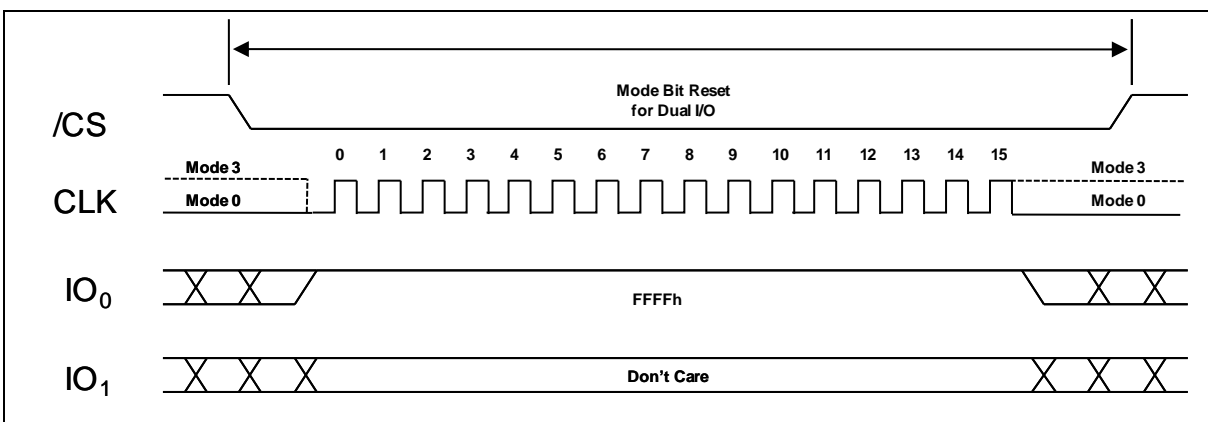 Mode Bit Reset
for Dual I/O
/CS
0 1 2 3 4 5 6 7 8 9 10 11 12 13 14 15
Mode 3 Mode 3
CLK Mode 0 Mode 0
IO₀ FFFFh
IO₁ Don't Care